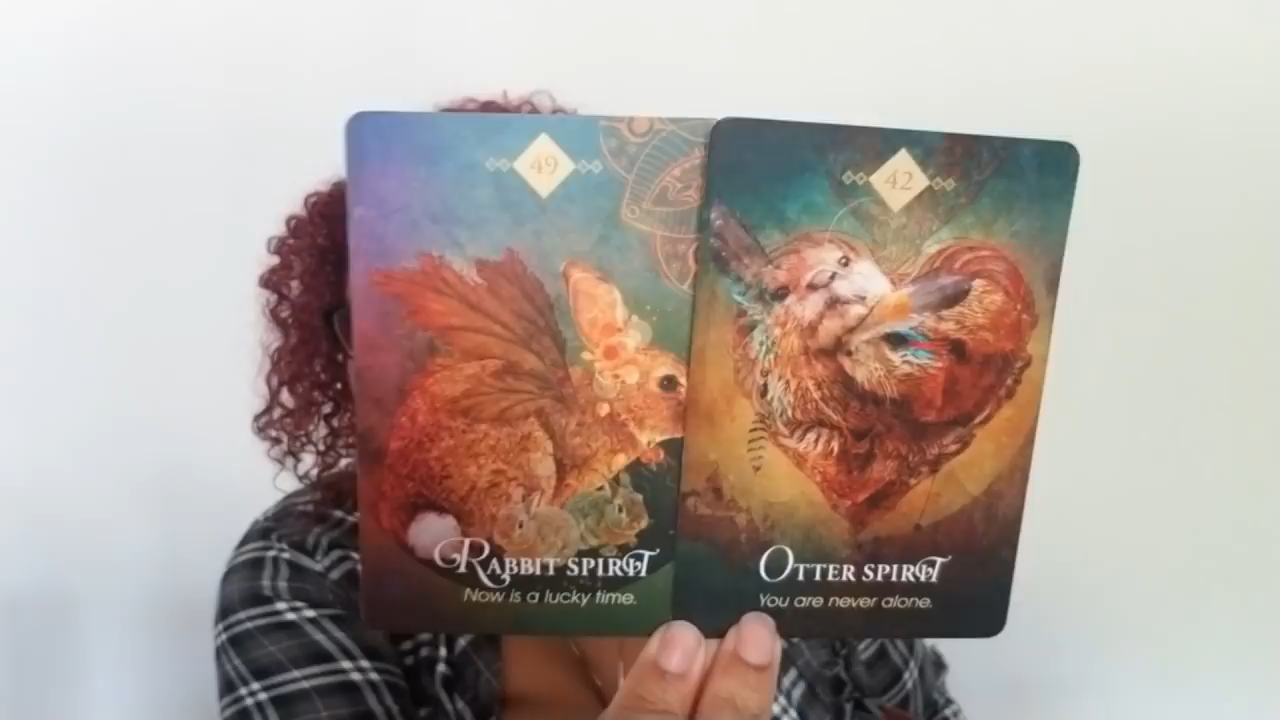 49
RABBIT SPIRIT
Now is a lucky time.
42
OTTER SPIRIT
You are never alone.